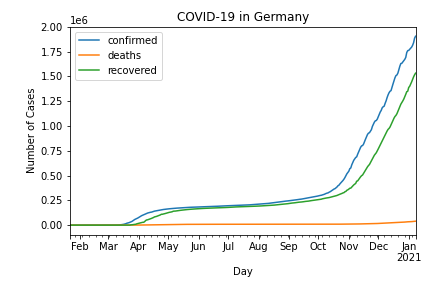 COVID-19 in Germany
1e6
2.00
1.75
1.50
1.25
1.00
0.75
0.50
0.25
0.00
Number of Cases
confirmed
deaths
recovered
Feb Mar Apr May Jun Jul Aug Sep Oct Nov Dec Jan
2021
Day